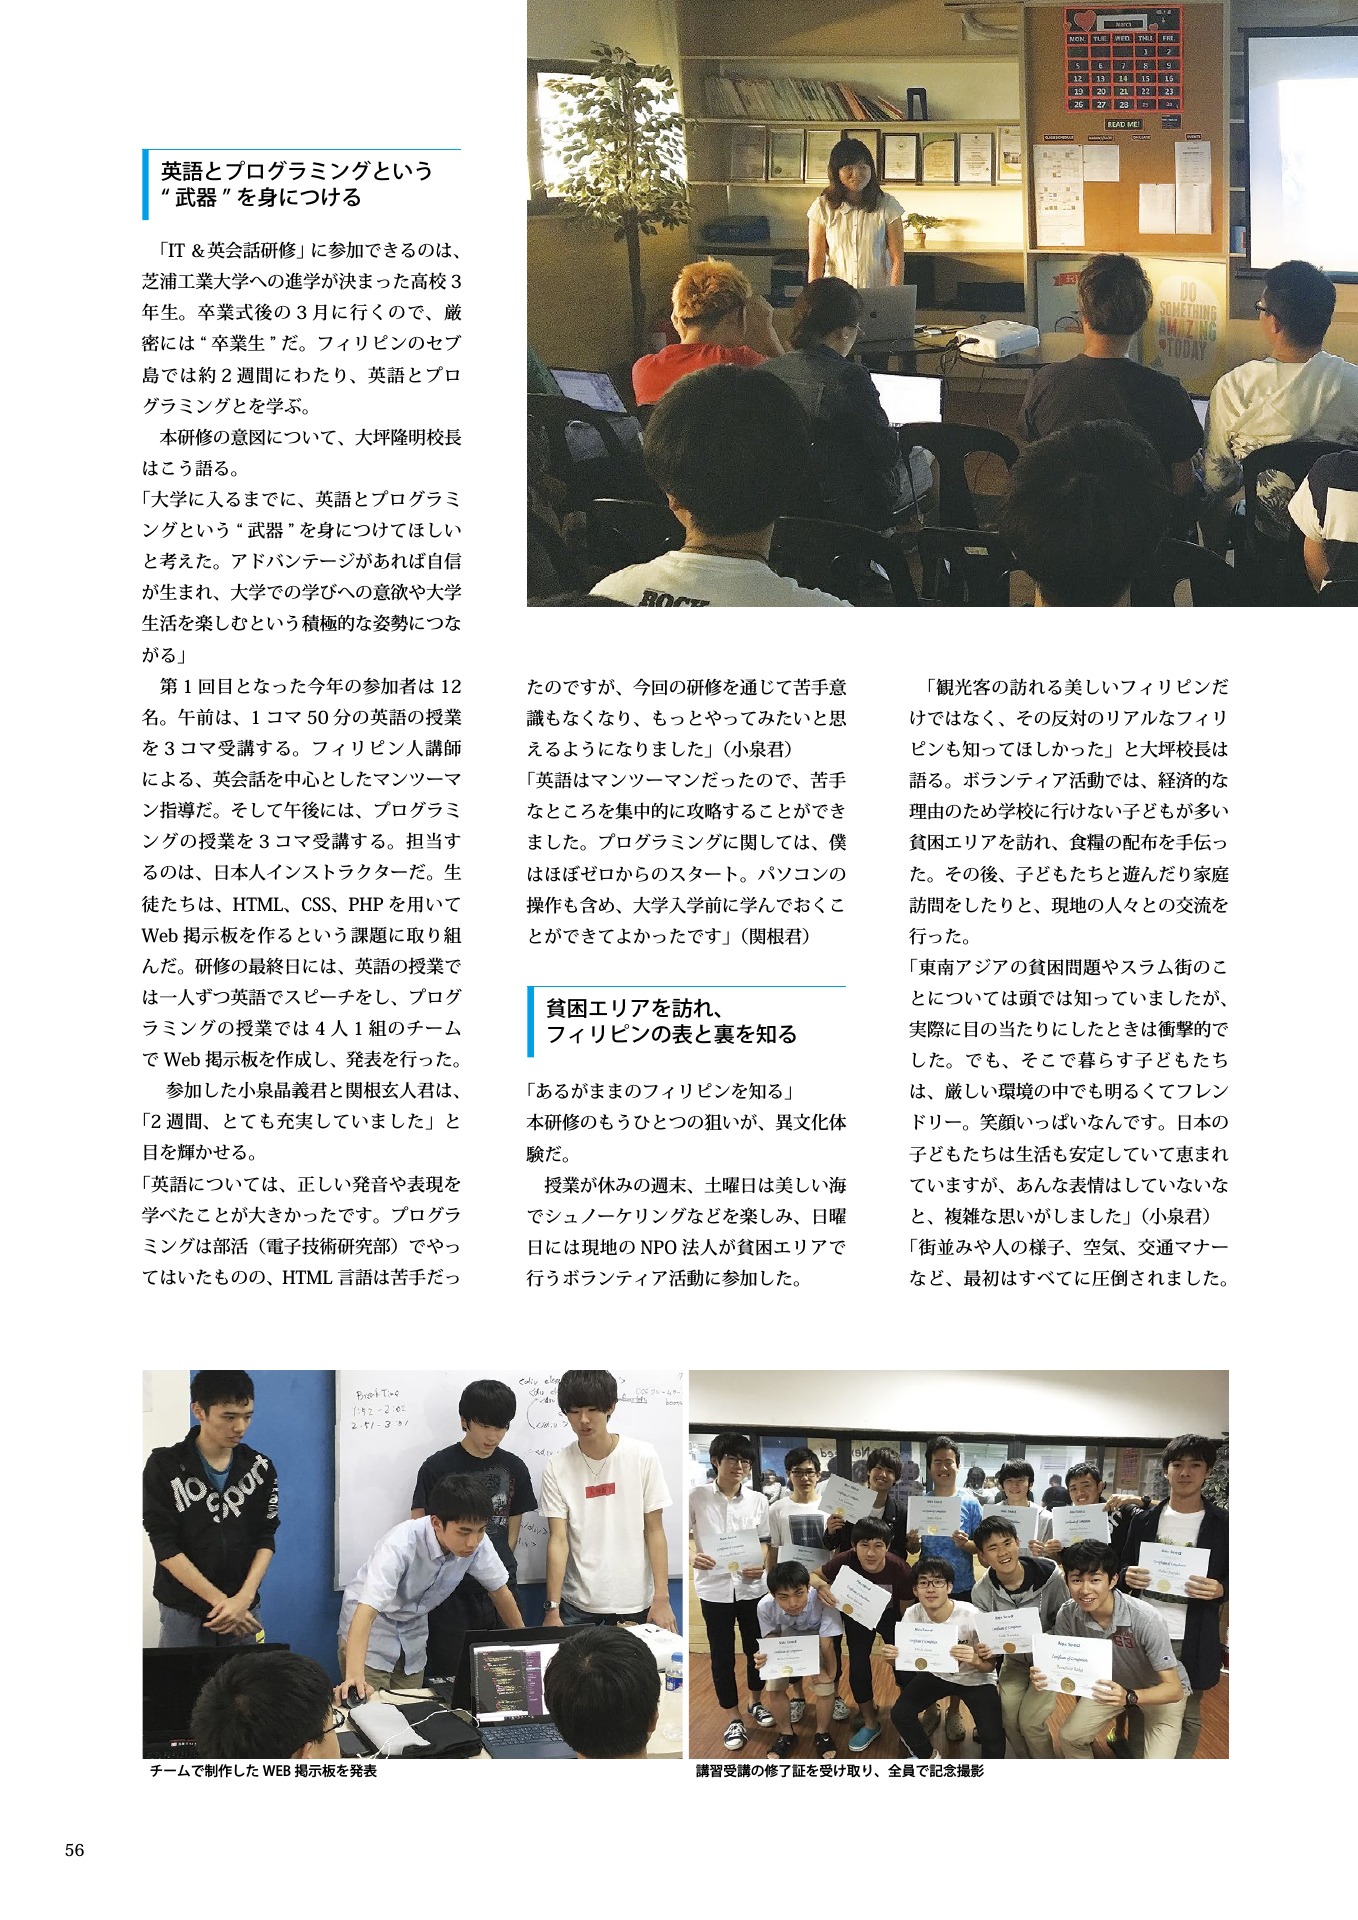 英語とプログラミングという
“ 武器 ” を身につける
「IT & 英会話研修」に参加できるのは、
芝浦工業大学への進学が決まった高校 3
年生。卒業式後の 3 月に行くので、厳
密には “ 卒業生 ” だ。フィリピンのセブ
島では約 2 週間にわたり、英語とプロ
グラミングとを学ぶ。
本研修の意図について、大坪隆明校長
はこう語る。
「大学に入るまでに、英語とプログラミ
ングという “ 武器 ” を身につけてほしい
と考えた。アドバンテージがあれば自信
が生まれ、大学での学びへの意欲や大学
生活を楽しむという積極的な姿勢につな
がる」
第 1 回目となった今年の参加者は 12
名。午前は、1 コマ 50 分の英語の授業
を 3 コマ受講する。フィリピン人講師
による、英会話を中心としたマンツーマ
ン指導だ。そして午後には、プログラミ
ングの授業を 3 コマ受講する。担当す
るのは、日本人インストラクターだ。生
徒たちは、HTML、CSS、PHP を用いて
Web 掲示板を作るという課題に取り組
んだ。研修の最終日には、英語の授業で
は一人ずつ英語でスピーチをし、プログ
ラミングの授業では 4 人 1 組のチーム
で Web 掲示板を作成し、発表を行った。
参加した小泉晶義君と関根玄人君は、
「2 週間、とても充実していました」と
目を輝かせる。
「英語については、正しい発音や表現を
学べたことが大きかったです。プログラ
ミングは部活（電子技術研究部）でやっ
てはいたものの、HTML 言語は苦手だっ
MON. TUE. WED. THU. FRI.
1 2
5 6 7 8 9
12 13 14 15 16
19 20 21 22 23
26 27 28
READ ME!
DO
SOMETHING
AMAZING
TODAY
ROCK
たのですが、今回の研修を通じて苦手意
識もなくなり、もっとやってみたいと思
えるようになりました」（小泉君）
「英語はマンツーマンだったので、苦手
なところを集中的に攻略することができ
ました。プログラミングに関しては、僕
はほぼゼロからのスタート。パソコンの
操作も含め、大学入学前に学んでおくこ
とができてよかったです」（関根君）
貧困エリアを訪れ、
フィリピンの表と裏を知る
「あるがままのフィリピンを知る」
本研修のもうひとつの狙いが、異文化体
験だ。
授業が休みの週末、土曜日は美しい海
でシュノーケリングなどを楽しみ、日曜
日には現地の NPO 法人が貧困エリアで
行うボランティア活動に参加した。
「観光客の訪れる美しいフィリピンだ
けではなく、その反対のリアルなフィリ
ピンも知ってほしかった」と大坪校長は
語る。ボランティア活動では、経済的な
理由のため学校に行けない子どもが多い
貧困エリアを訪れ、食糧の配布を手伝っ
た。その後、子どもたちと遊んだり家庭
訪問をしたりと、現地の人々との交流を
行った。
「東南アジアの貧困問題やスラム街のこ
とについては頭では知っていましたが、
実際に目の当たりにしたときは衝撃的で
した。でも、そこで暮らす子どもたち
は、厳しい環境の中でも明るくてフレン
ドリー。笑顔いっぱいなんです。日本の
子どもたちは生活も安定していて恵まれ
ていますが、あんな表情はしていないな
と、複雑な思いがしました」（小泉君）
「街並みや人の様子、空気、交通マナー
など、最初はすべてに圧倒されました。
Break Time
チームで制作した WEB 掲示板を発表
講習受講の修了証を受け取り、全員で記念撮影
56